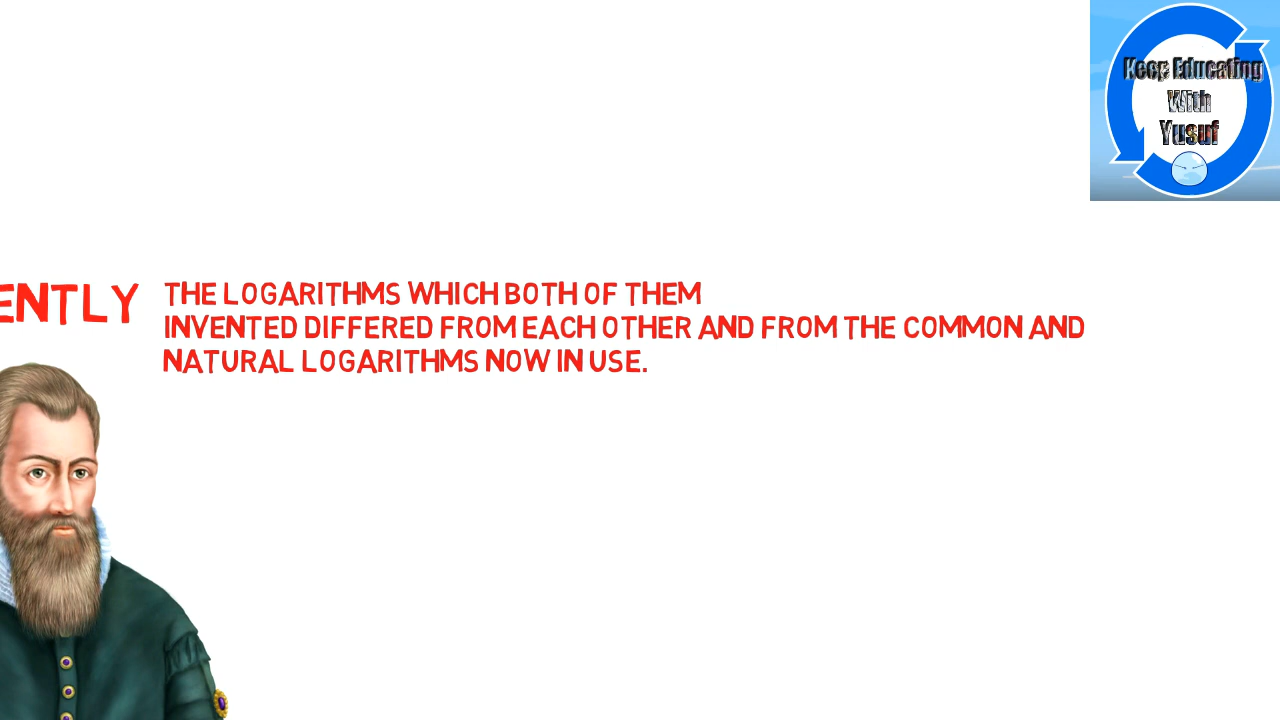 ENTLY
THE LOGARITHMS WHICH BOTH OF THEM
INVENTED DIFFERED FROM EACH OTHER AND FROM THE COMMON AND
NATURAL LOGARITHMS NOW IN USE.
Keep Educating
With
Yusuf